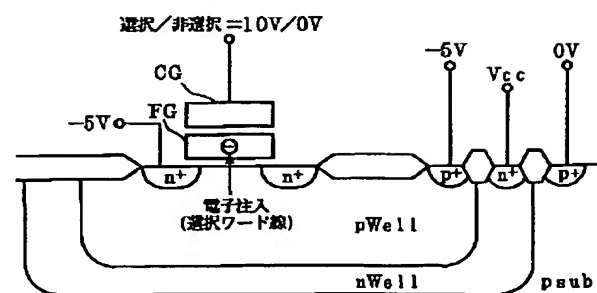 選択/非選択=10V/0V
CG
FG
-5V
-5V
Vcc
0V
n+
n+
p+
n+
p+
電子注入
(選択ワード線)
pWell
nWell
psub